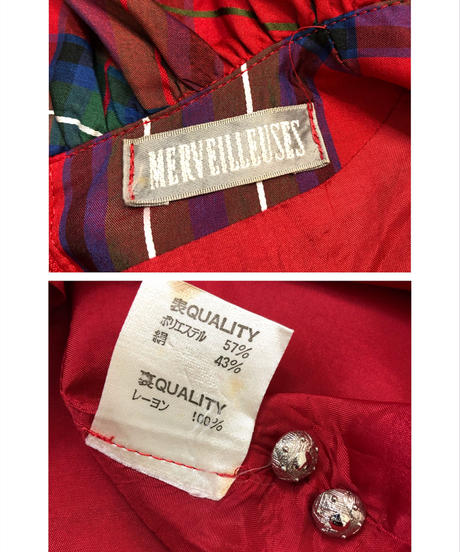 MERVEILLEUSES
表QUALITY
ポリエステル 57%
絹 43%
裏QUALITY
レーヨン 100%